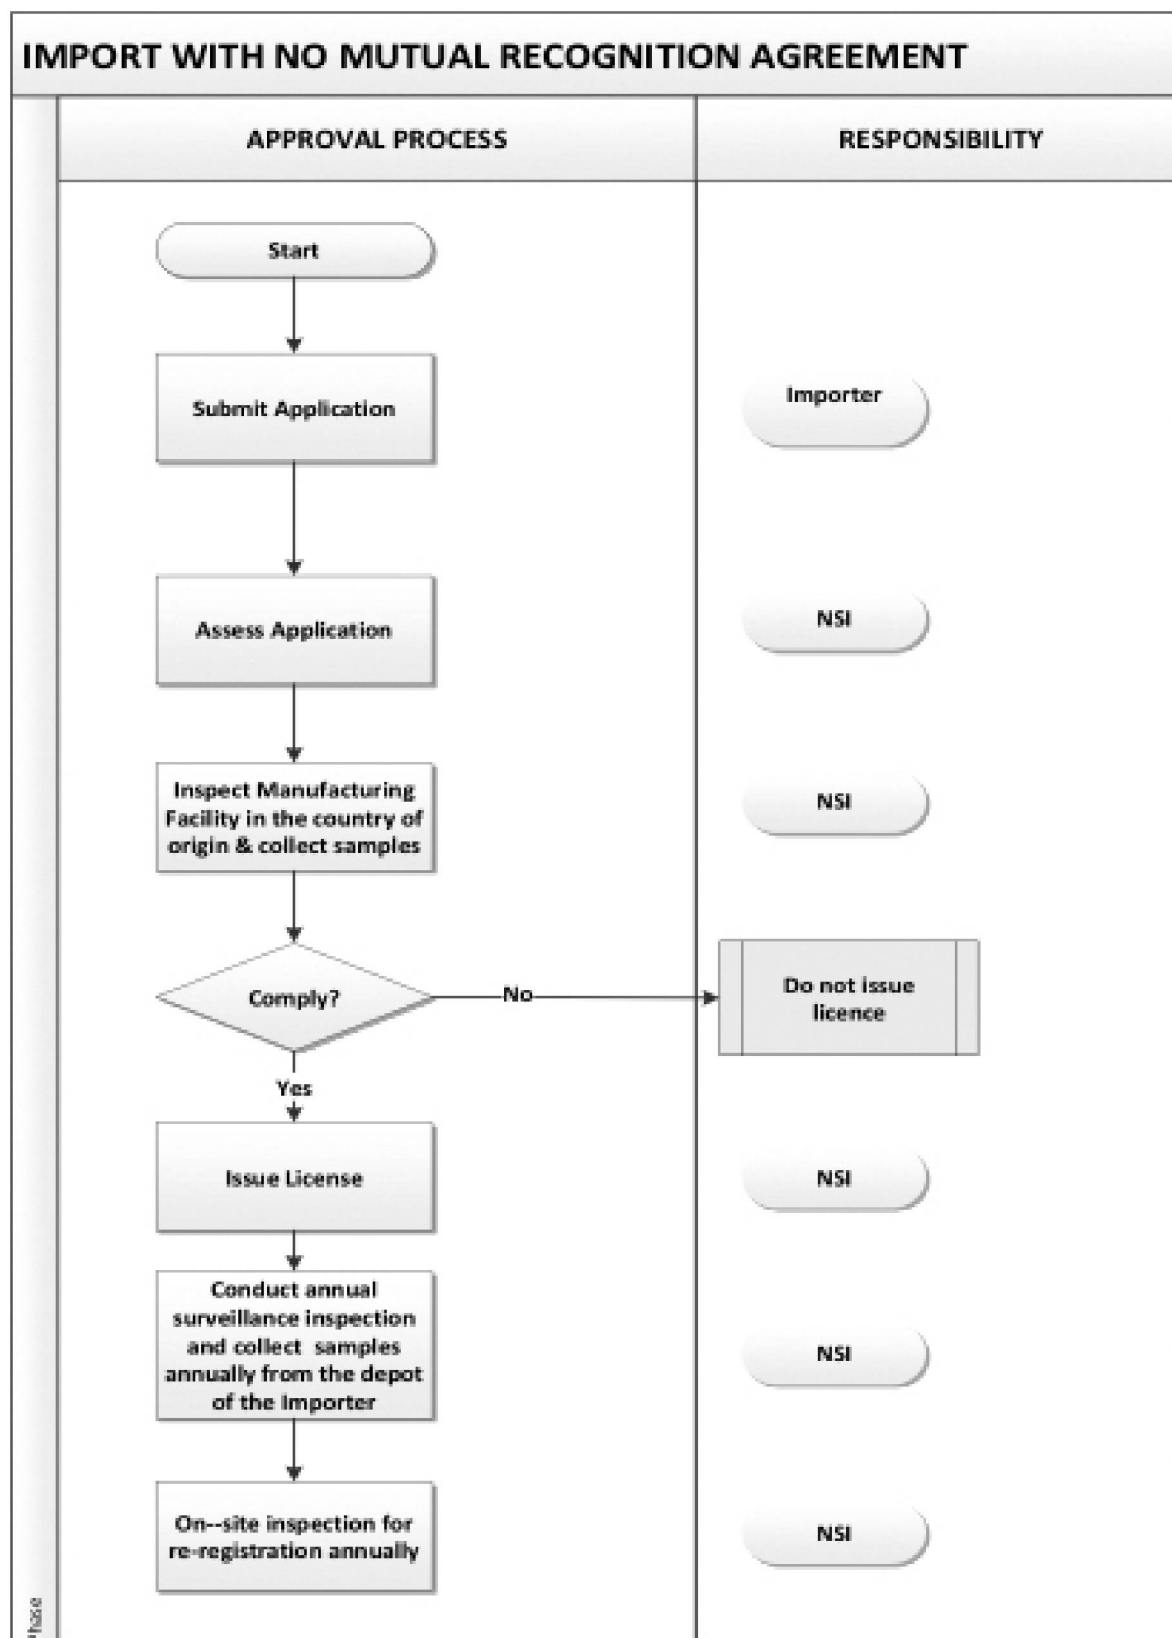 IMPORT WITH NO MUTUAL RECOGNITION AGREEMENT
APPROVAL PROCESS
RESPONSIBILITY
Start
Submit Application
Importer
Assess Application
NSI
Inspect Manufacturing
Facility in the country of
origin & collect samples
NSI
Comply?
No
Do not issue
licence
Yes
Issue License
NSI
Conduct annual
surveillance inspection
and collect samples
annually from the depot
of the Importer
NSI
On--site inspection for
re-registration annually
NSI
Phase